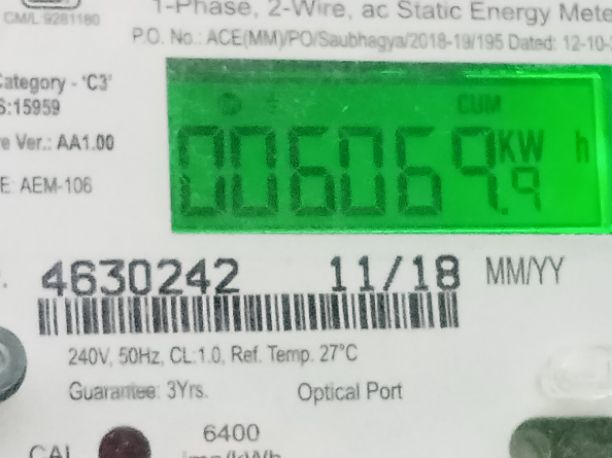 CM/L 9281180
1-Phase, 2-Wire, ac Static Energy Mete
P.O. No.: ACE(MM)/PO/Saubhagya/2018-19/195 Dated: 12-10-
Category - 'C3'
S:15959
e Ver.: AA1.00
E: AEM-106
CUM
006069.9 KW h
4630242 11/18 MM/YY
240V, 50Hz, CL:1.0, Ref. Temp. 27°C
Guarantee: 3Yrs. Optical Port
6400
CAL imp/kWh